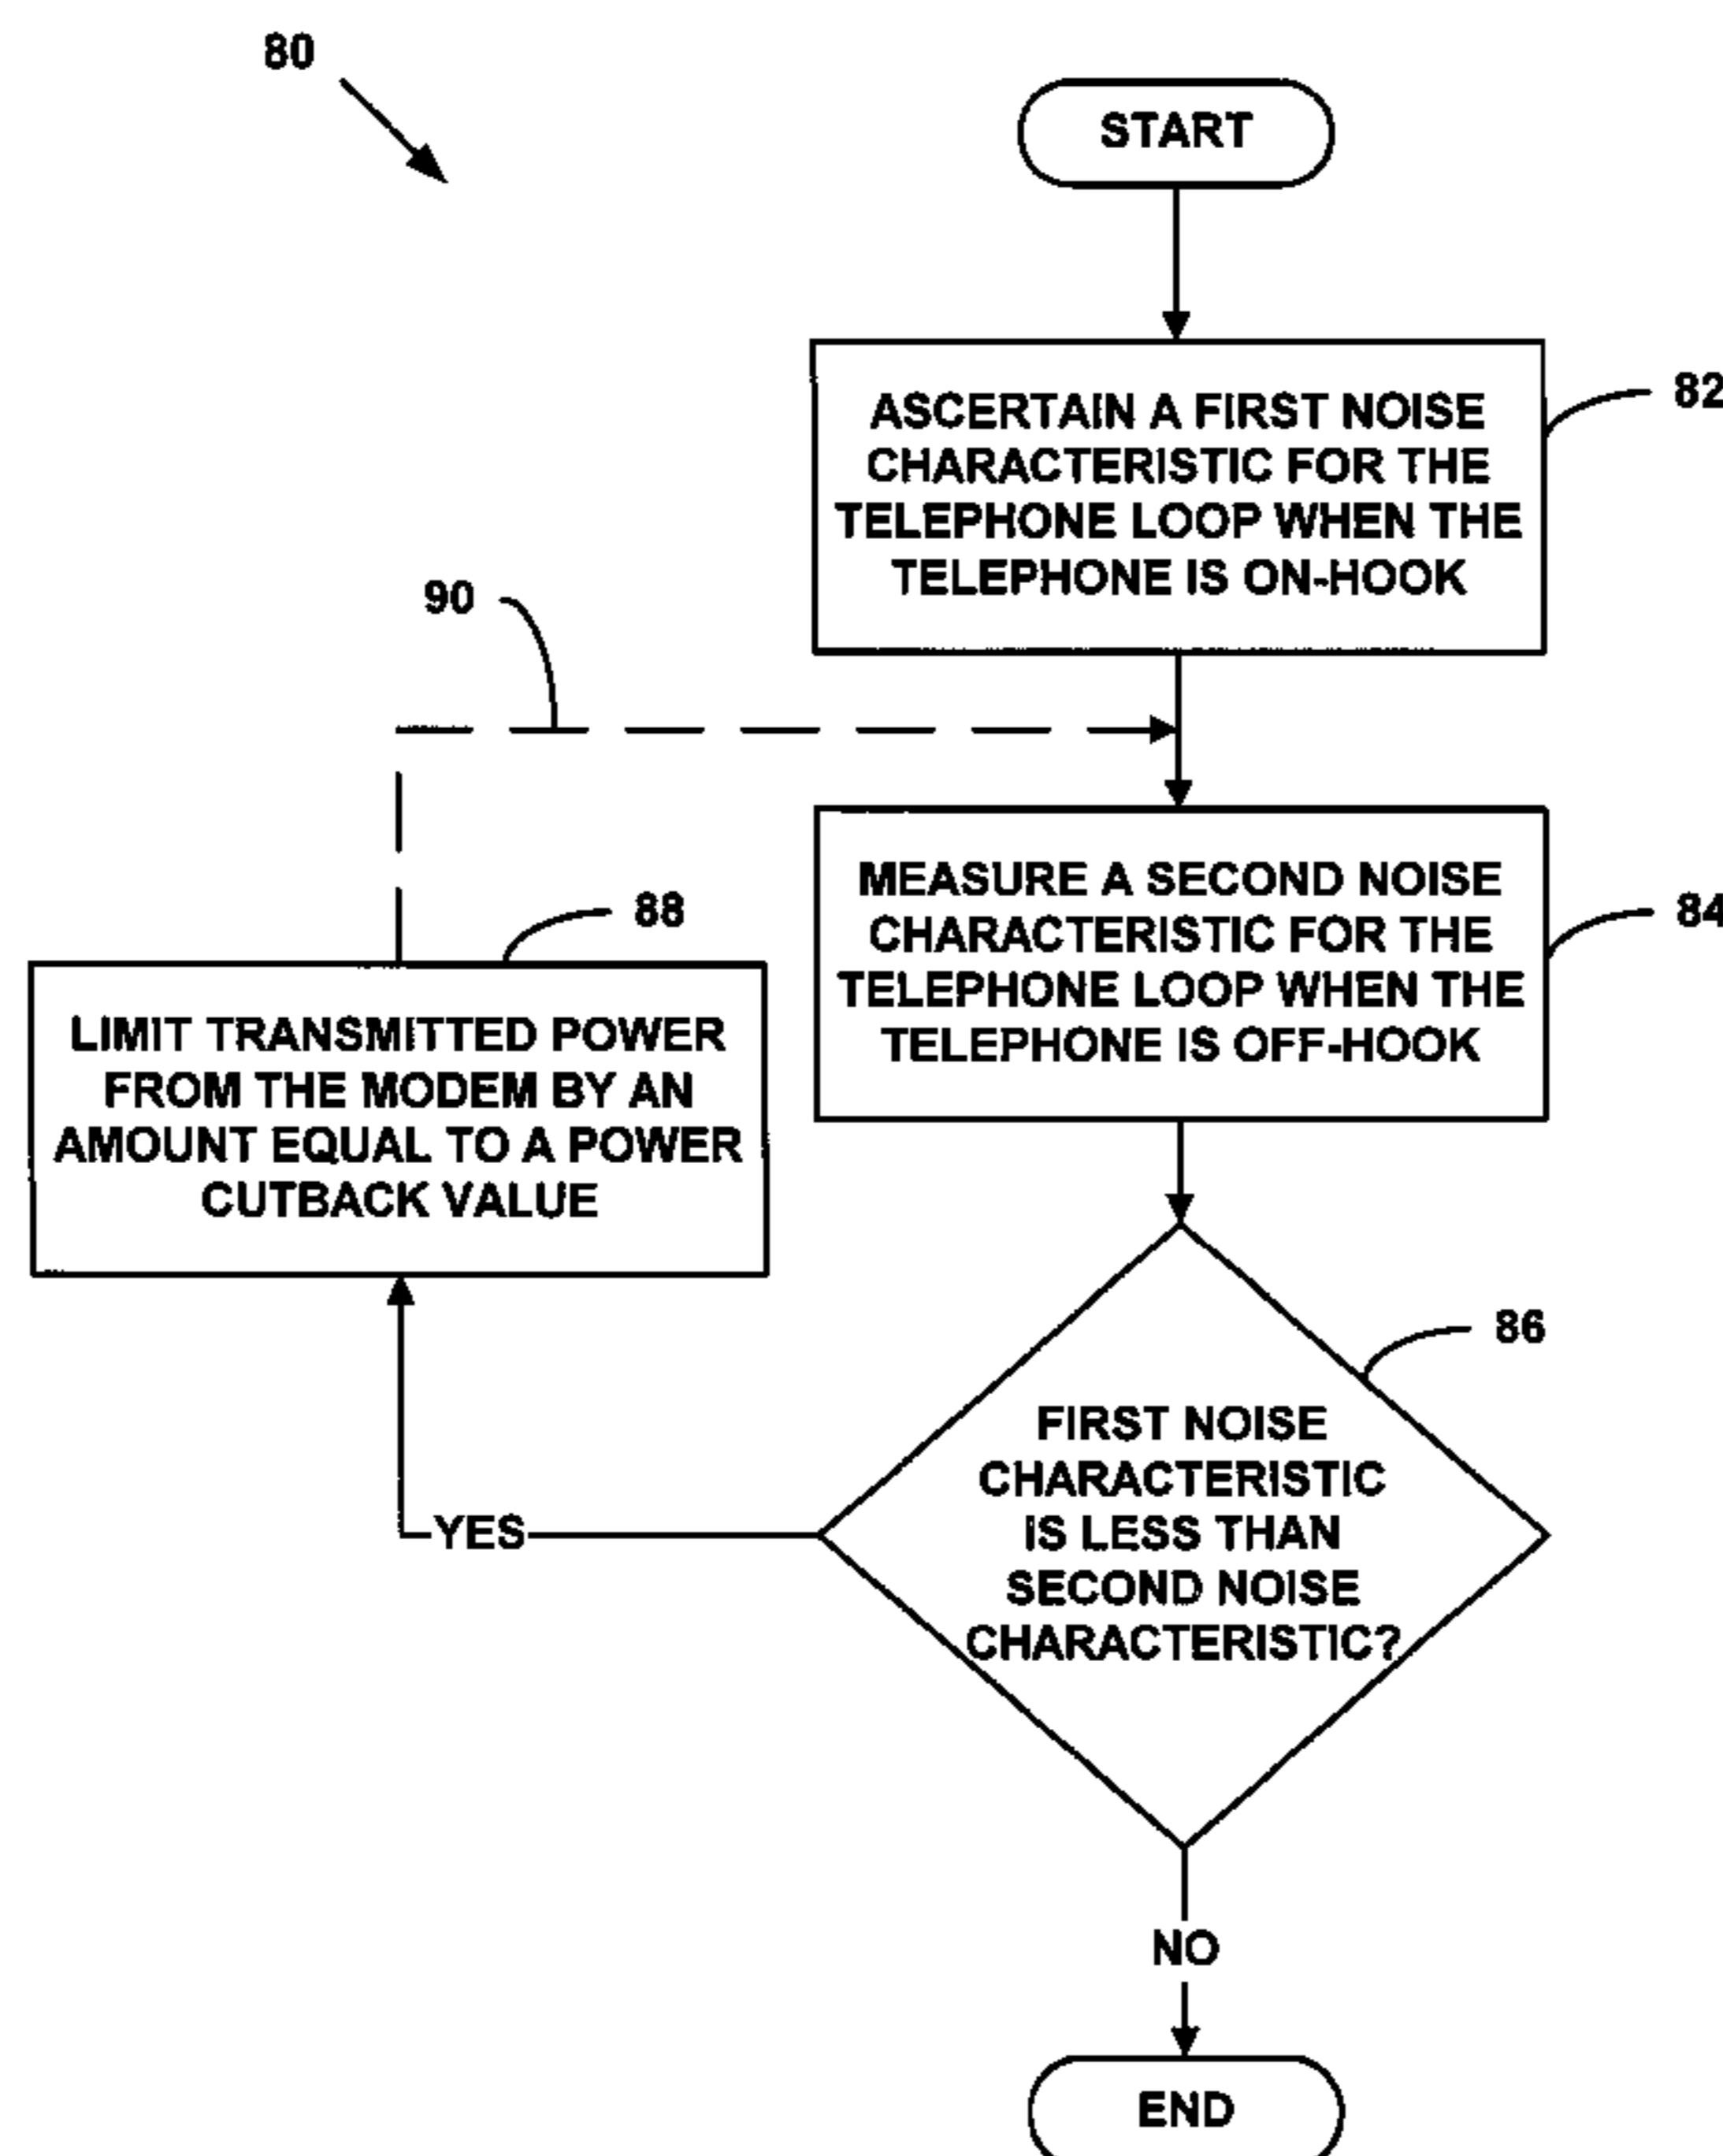 80
START
ASCERTAIN A FIRST NOISE
CHARACTERISTIC FOR THE
TELEPHONE LOOP WHEN THE
TELEPHONE IS ON-HOOK
82
90
MEASURE A SECOND NOISE
CHARACTERISTIC FOR THE
TELEPHONE LOOP WHEN THE
TELEPHONE IS OFF-HOOK
84
88
LIMIT TRANSMITTED POWER
FROM THE MODEM BY AN
AMOUNT EQUAL TO A POWER
CUTBACK VALUE
86
FIRST NOISE
CHARACTERISTIC
IS LESS THAN
SECOND NOISE
CHARACTERISTIC?
YES
NO
END